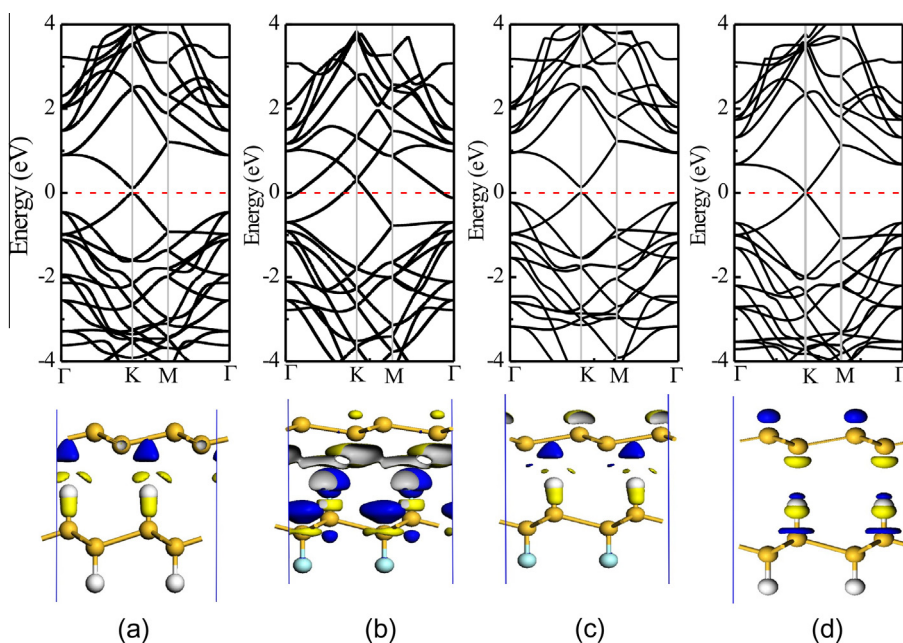 4 4 4 4
2 2 2 2
0 0 0 0
-2 -2 -2 -2
-4 -4 -4 -4
Energy (eV) Energy (eV) Energy (eV) Energy (eV)
Γ K M Γ Γ K M Γ Γ K M Γ Γ K M Γ
(a) (b) (c) (d)